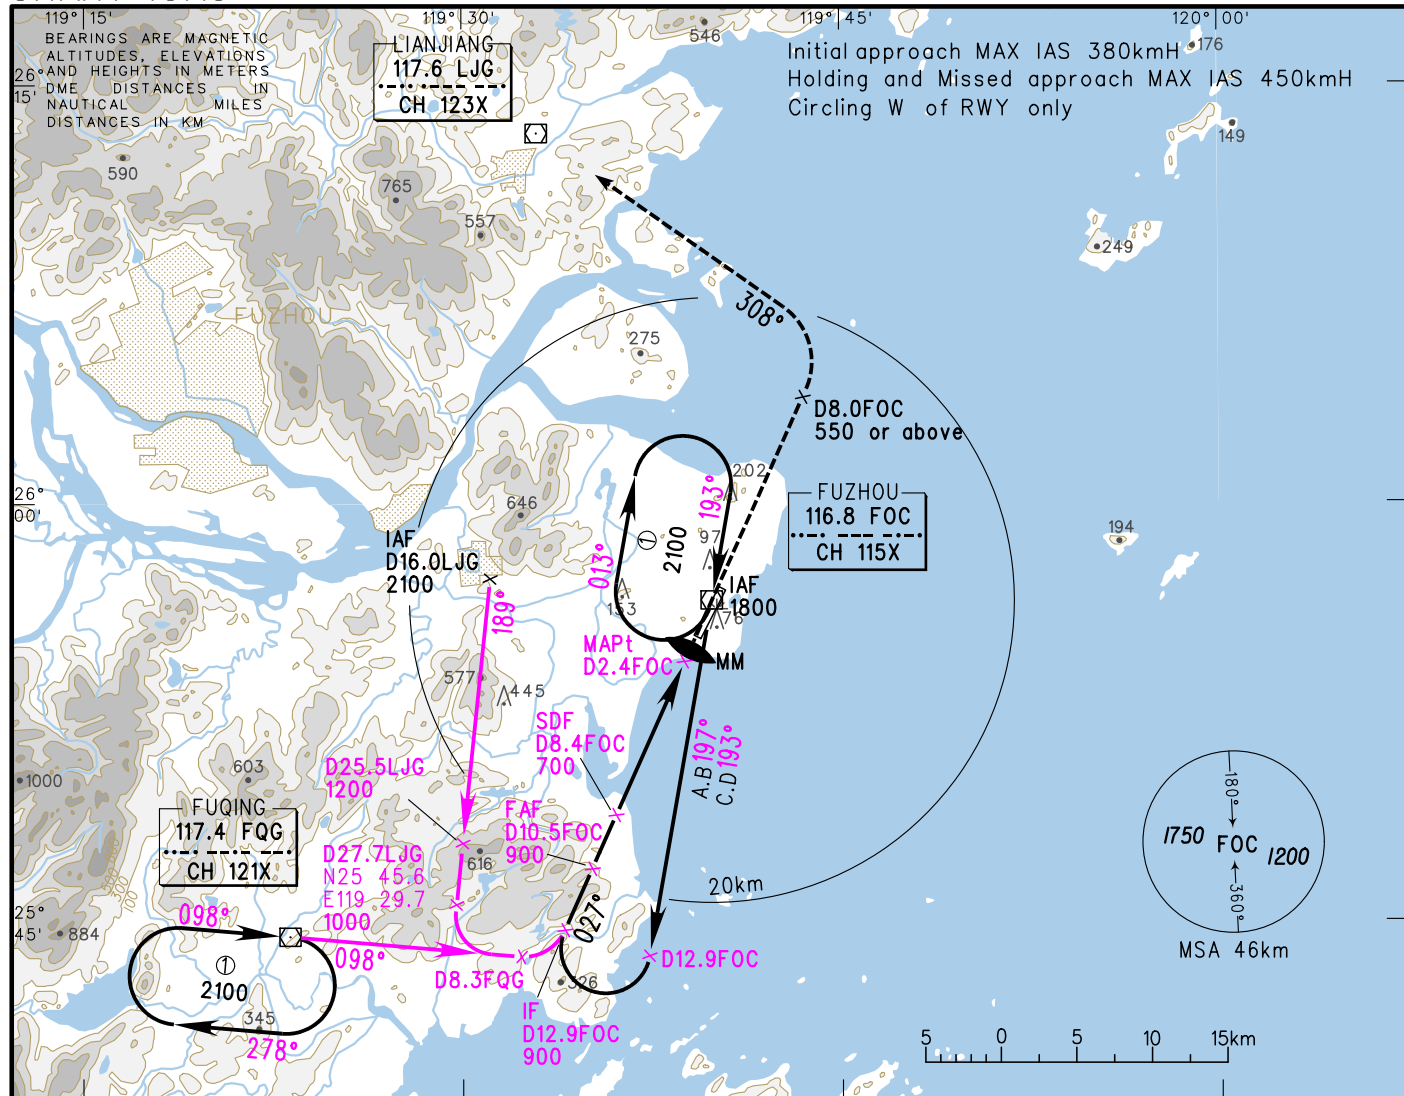 119° 15'
119° 30'
119° 45'
120° 00'
BEARINGS ARE MAGNETIC
ALTITUDES, ELEVATIONS
AND HEIGHTS IN METERS
DME DISTANCES IN
NAUTICAL MILES
DISTANCES IN KM
26°
15'
LIANJIANG
117.6 LJG
CH 123X
546
Initial approach MAX IAS 380kmH
Holding and Missed approach MAX IAS 450kmH
Circling W of RWY only
176
149
590
765
557
249
FUZHOU
308°
275
D8.0FOC
550 or above
202
193°
26°
00'
646
FUZHOU
116.8 FOC
CH 115X
194
IAF
D16.0LJG
2100
①
2100
97
013°
153
IAF
1800
76
189°
MAPt
D2.4FOC
MM
577
445
SDF
D8.4FOC
700
A.B 197°
C.D 193°
1000
603
D25.5LJG
1200
FUQING
117.4 FQG
CH 121X
FAF
D10.5FOC
900
616
D27.7LJG
N25 45.6
E119 29.7
1000
180°
1750
FOC
1200
360°
MSA 46km
20km
25°
45'
884
098°
098°
027°
①
2100
D8.3FQG
326
D12.9FOC
345
278°
IF
D12.9FOC
900
5 0 5 10 15km